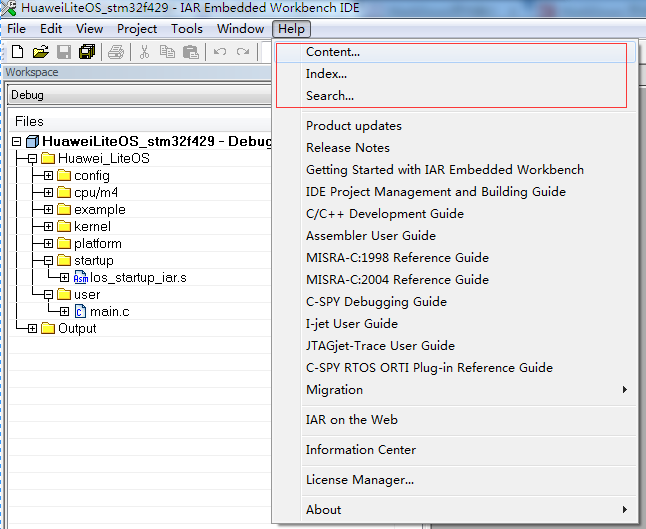 HuaweiLiteOS_stm32f429 - IAR Embedded Workbench IDE
File Edit View Project Tools Window Help
Workspace
Debug
Files
HuaweiLiteOS_stm32f429 - Debug
Huawei_LiteOS
config
cpu/m4
example
kernel
platform
startup
los_startup_iar.s
user
main.c
Output
Content...
Index...
Search...
Product updates
Release Notes
Getting Started with IAR Embedded Workbench
IDE Project Management and Building Guide
C/C++ Development Guide
Assembler User Guide
MISRA-C:1998 Reference Guide
MISRA-C:2004 Reference Guide
C-SPY Debugging Guide
I-jet User Guide
JTAGjet-Trace User Guide
C-SPY RTOS ORTI Plug-in Reference Guide
Migration
IAR on the Web
Information Center
License Manager...
About